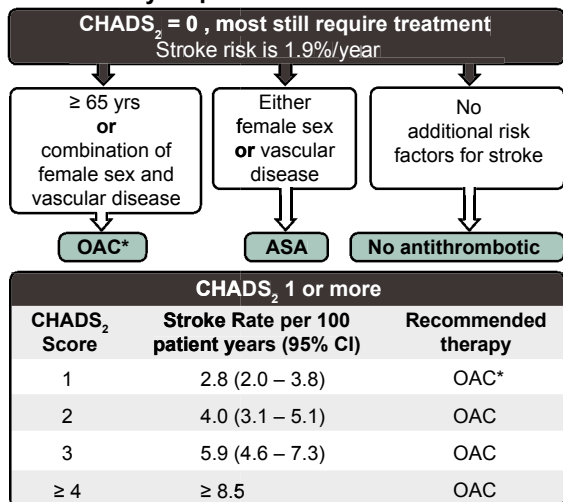 CHADS₂ = 0 , most still require treatment
Stroke risk is 1.9%/year
≥ 65 yrs
or
combination of
female sex and
vascular disease
OAC*
Either
female sex
or vascular
disease
ASA
No
additional risk
factors for stroke
No antithrombotic
CHADS₂ 1 or more
CHADS₂ Score Stroke Rate per 100 patient years (95% CI) Recommended therapy
1 2.8 (2.0 – 3.8) OAC*
2 4.0 (3.1 – 5.1) OAC
3 5.9 (4.6 – 7.3) OAC
≥ 4 ≥ 8.5 OAC